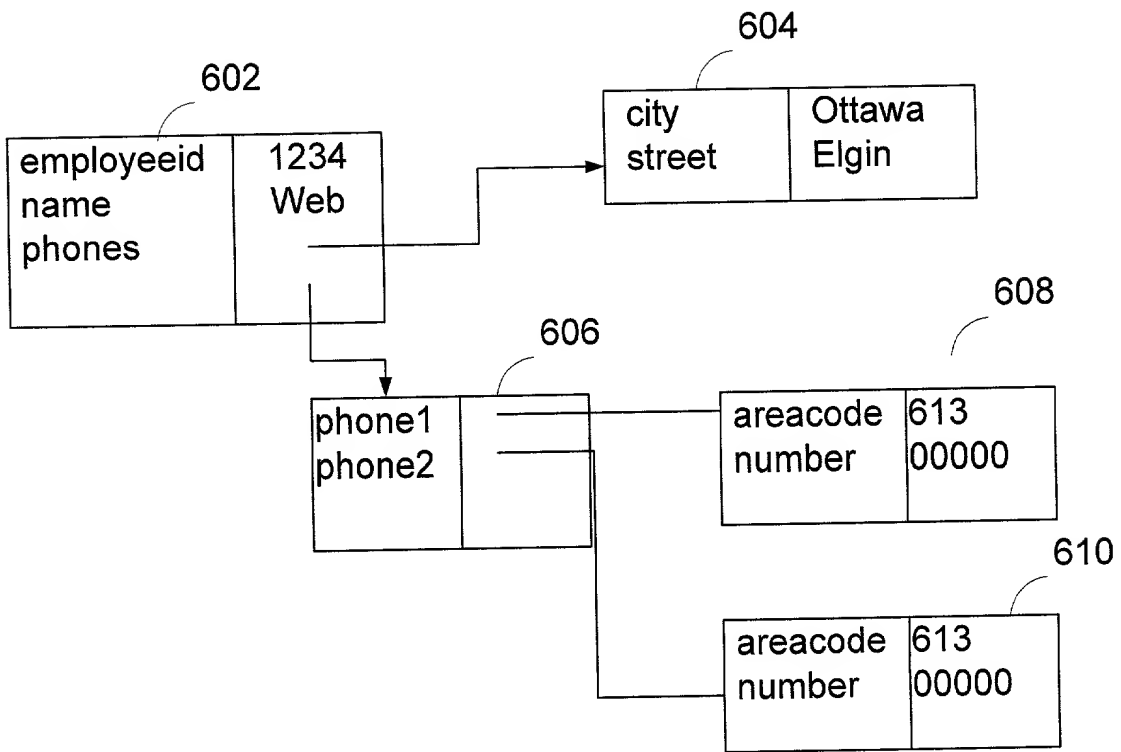 602
employeeid 1234
name Web
phones
604
city Ottawa
street Elgin
606
phone1
phone2
608
areacode 613
number 00000
610
areacode 613
number 00000